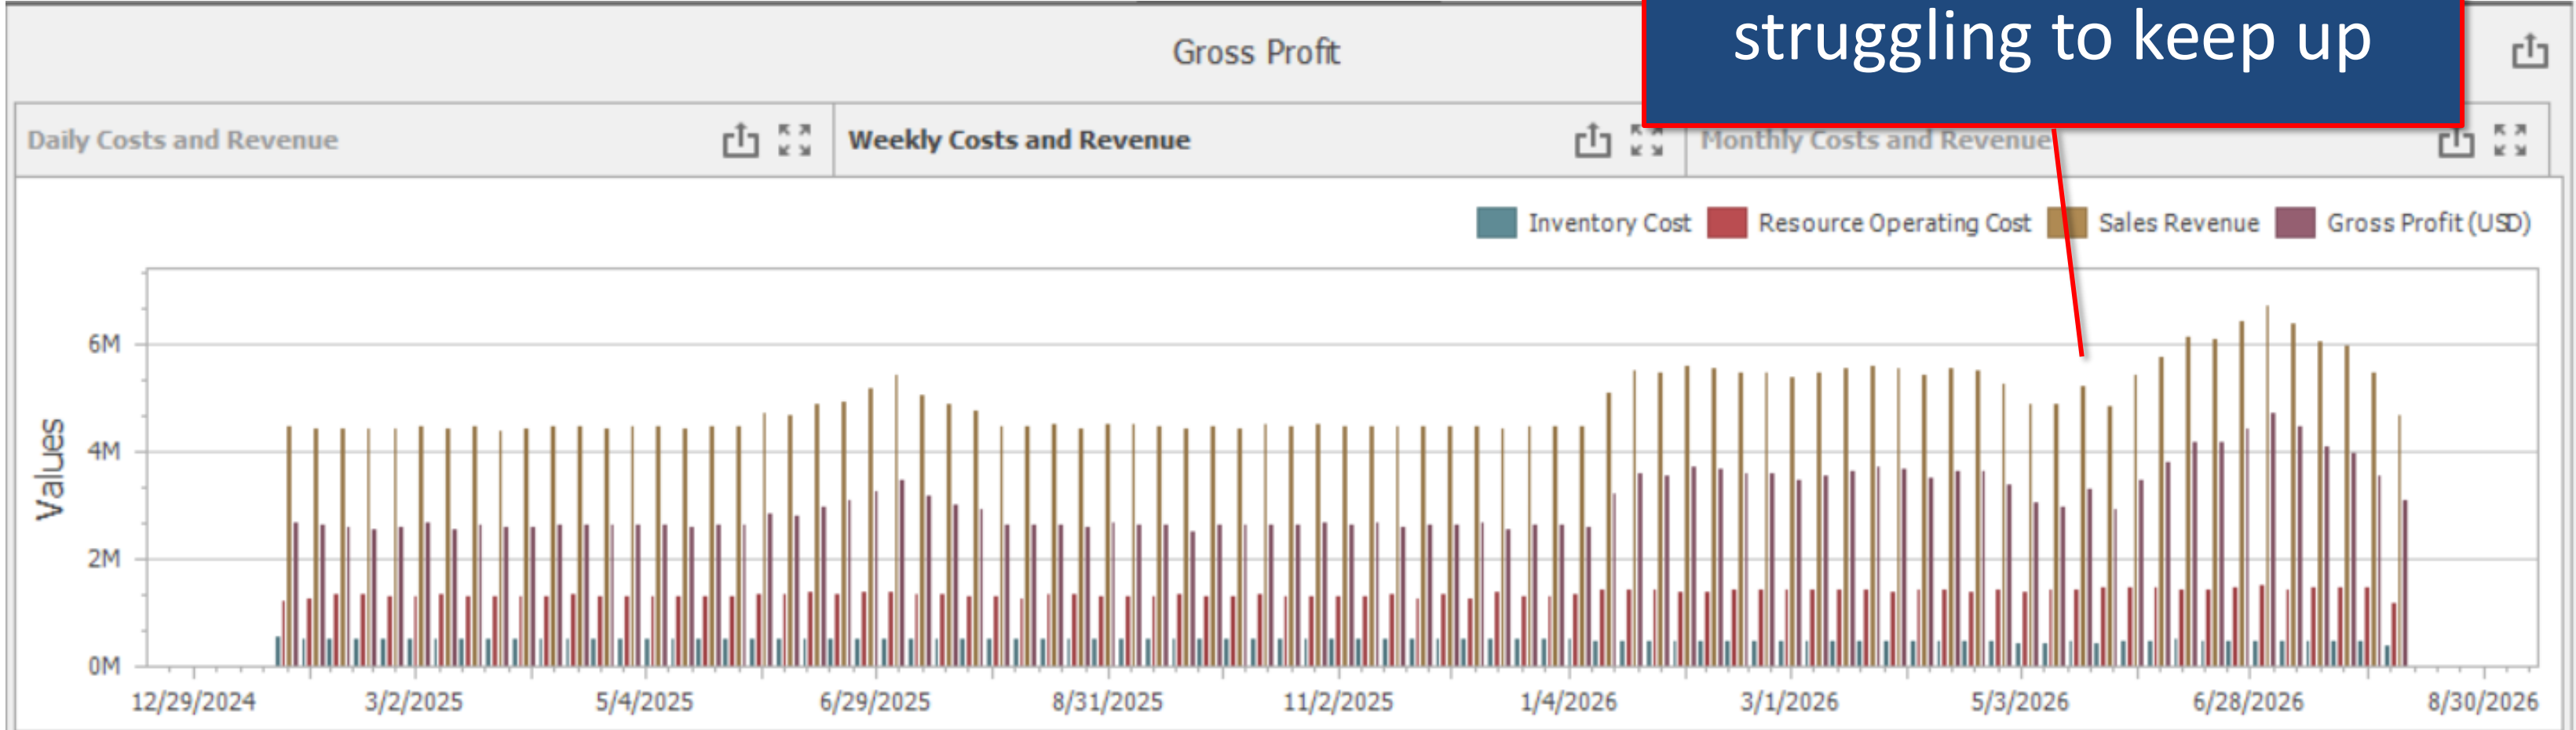 struggling to keep up
Gross Profit
Daily Costs and Revenue
Weekly Costs and Revenue
Monthly Costs and Revenue
Inventory Cost
Resource Operating Cost
Sales Revenue
Gross Profit (USD)
Values
6M
4M
2M
0M
12/29/2024
3/2/2025
5/4/2025
6/29/2025
8/31/2025
11/2/2025
1/4/2026
3/1/2026
5/3/2026
6/28/2026
8/30/2026